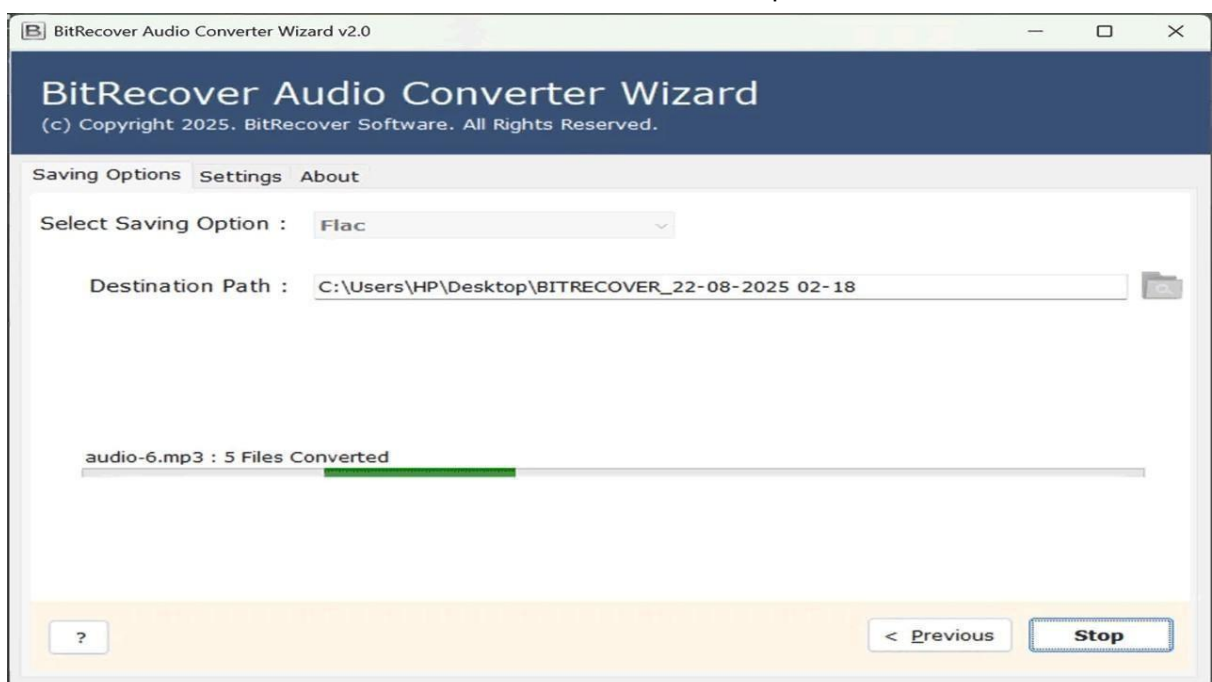 BitRecover Audio Converter Wizard v2.0
BitRecover Audio Converter Wizard
(c) Copyright 2025. BitRecover Software. All Rights Reserved.
Saving Options Settings About
Select Saving Option : Flac
Destination Path : C:\Users\HP\Desktop\BITRECOVER_22-08-2025 02-18
audio-6.mp3 : 5 Files Converted
? < Previous Stop